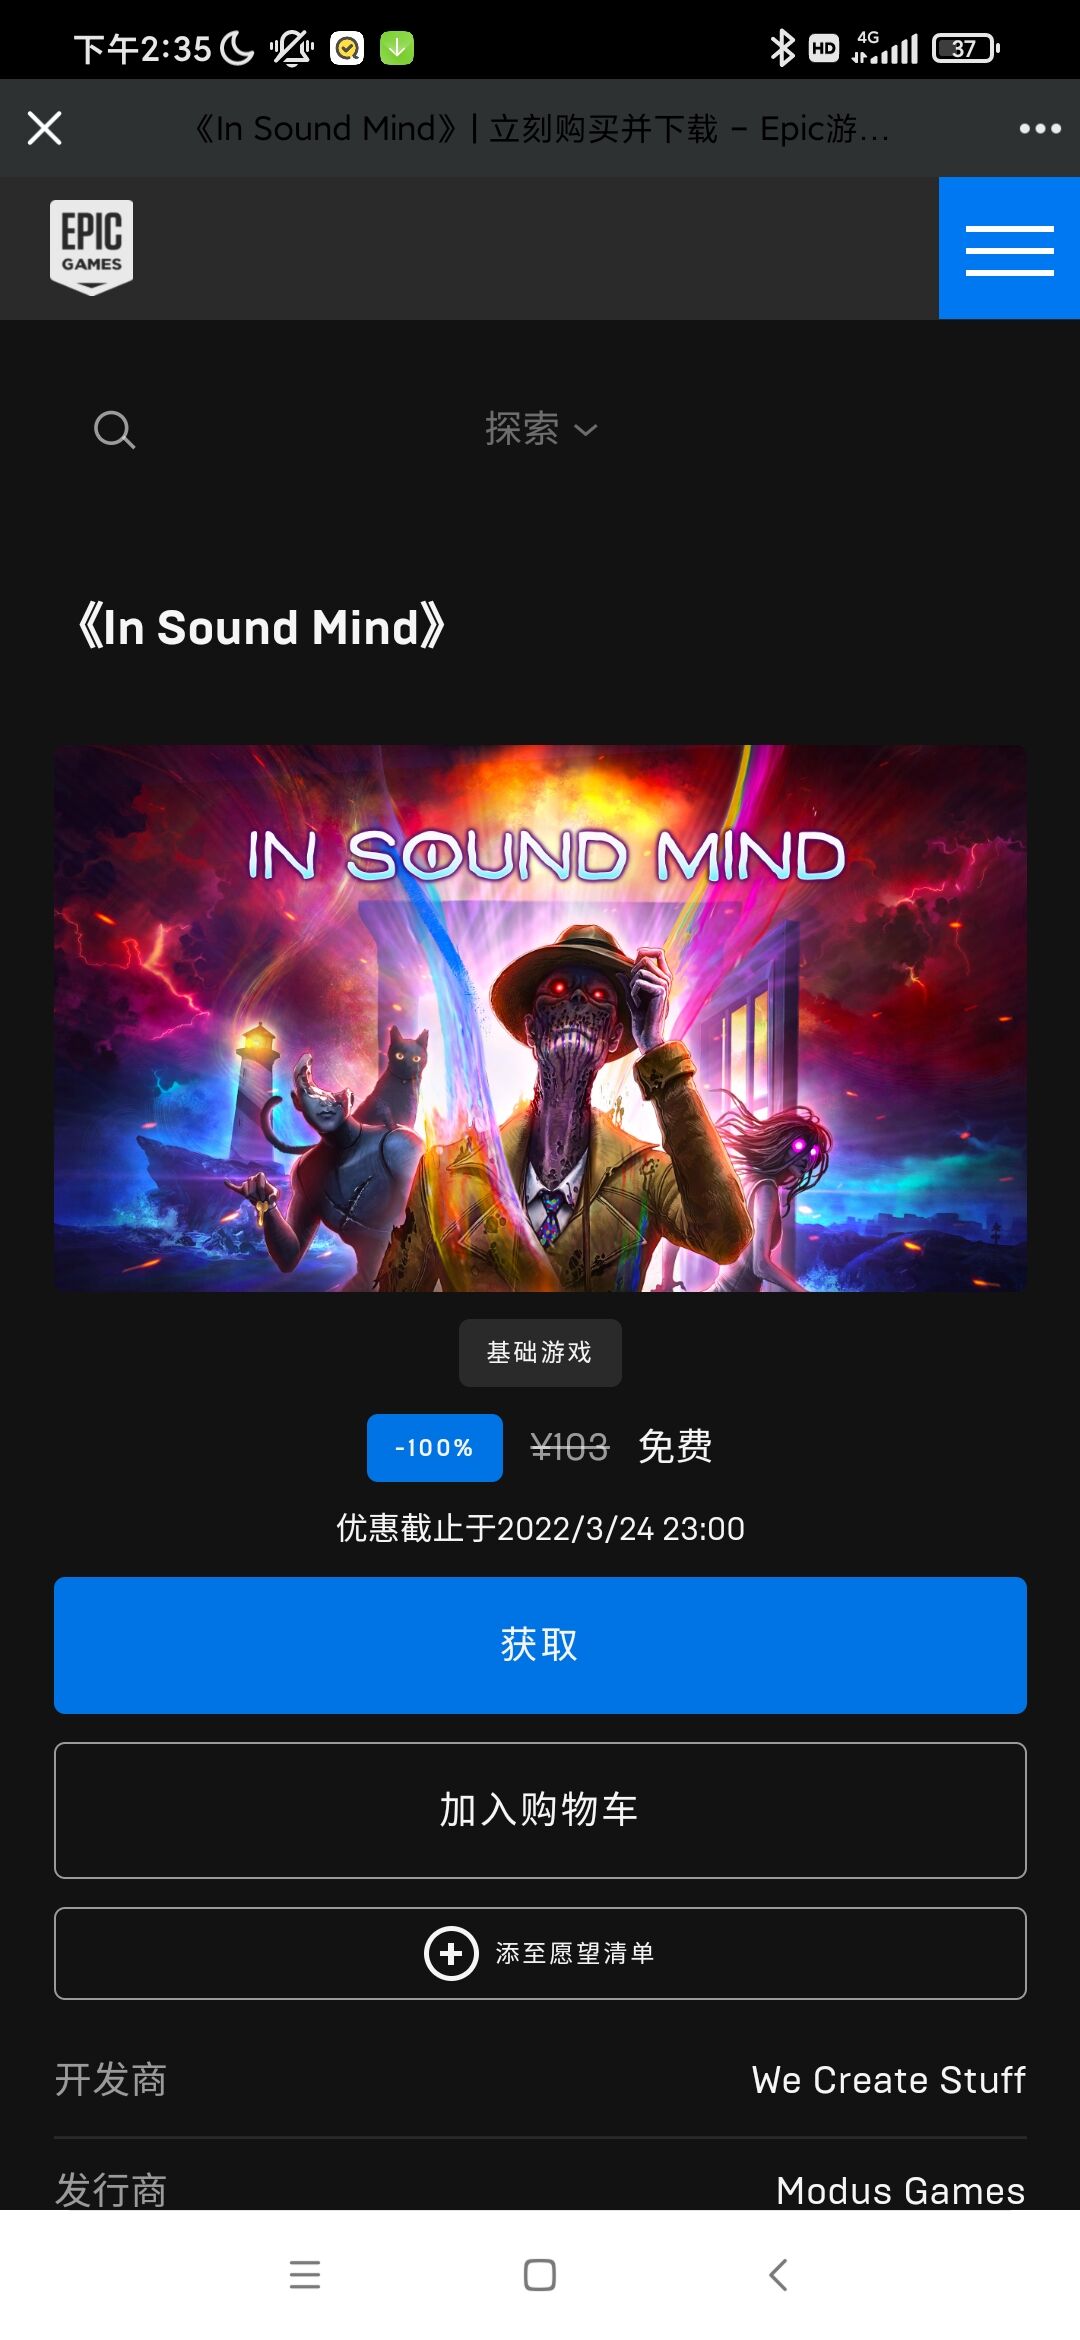 下午2:35
HD 4G 37
《In Sound Mind》| 立刻购买并下载 – Epic游...
EPIC
GAMES
探索
《In Sound Mind》
IN SOUND MIND
基础游戏
-100% ¥103 免费
优惠截止于2022/3/24 23:00
获取
加入购物车
添至愿望清单
开发商 We Create Stuff
发行商 Modus Games